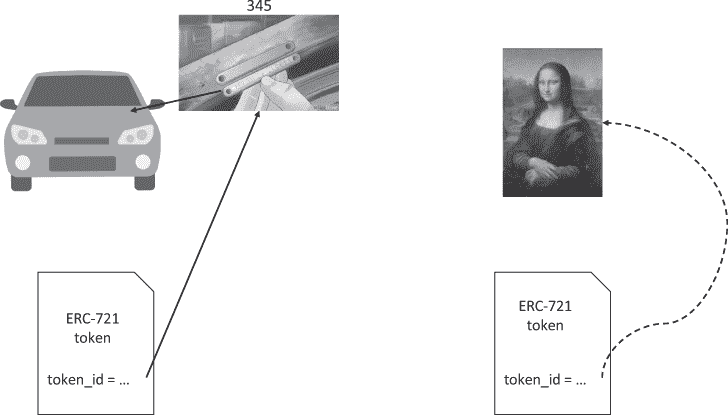 345
ERC-721
token
token_id = ...
ERC-721
token
token_id = ...